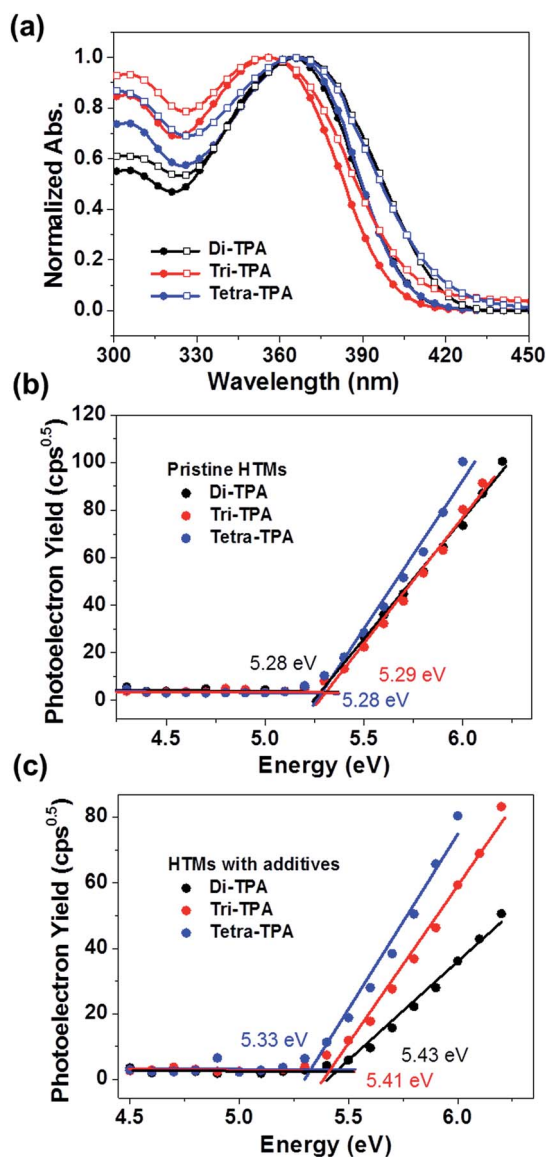 (a)
Normalized Abs.
1.0
0.8
0.6
0.4
0.2
0.0
Di-TPA
Tri-TPA
Tetra-TPA
300 330 360 390 420 450
Wavelength (nm)
(b)
Photoelectron Yield (cps^0.5)
120
100
80
60
40
20
0
Pristine HTMs
Di-TPA
Tri-TPA
Tetra-TPA
5.28 eV
5.29 eV
5.28 eV
4.5 5.0 5.5 6.0
Energy (eV)
(c)
Photoelectron Yield (cps^0.5)
80
60
40
20
0
HTMs with additives
Di-TPA
Tri-TPA
Tetra-TPA
5.33 eV
5.43 eV
5.41 eV
4.5 5.0 5.5 6.0
Energy (eV)